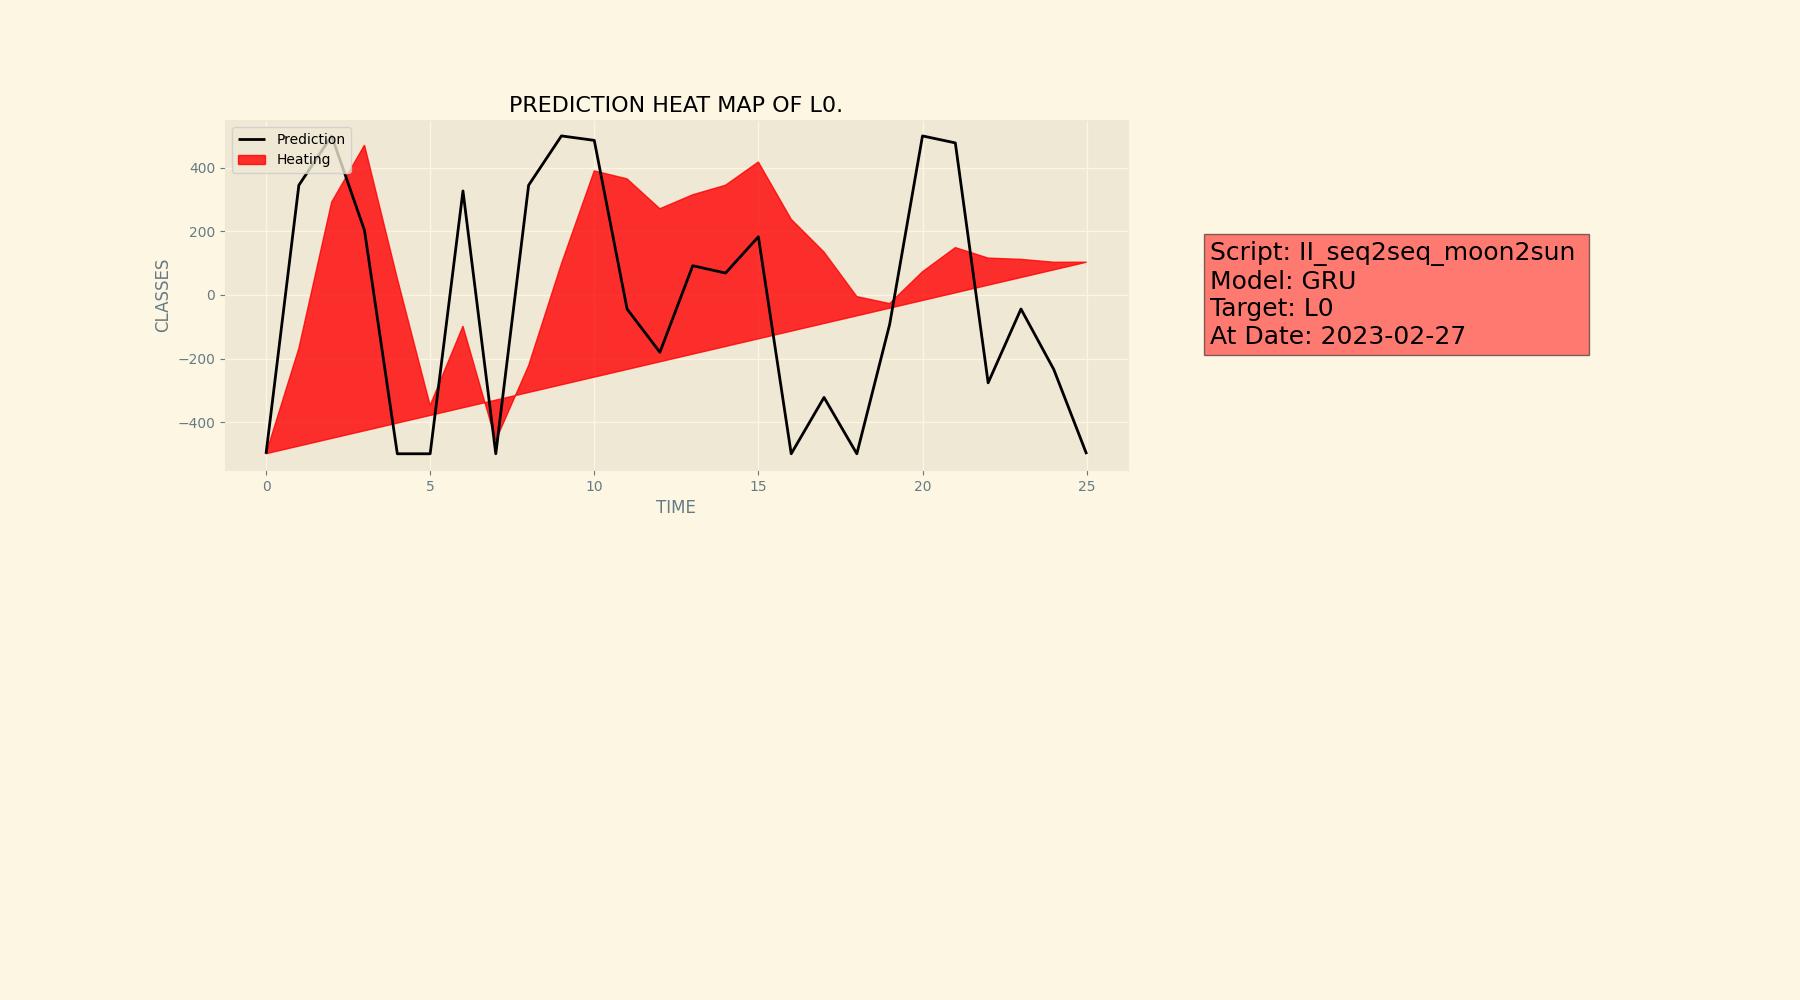 PREDICTION HEAT MAP OF L0.
Prediction
Heating
400
200
0
−200
−400
CLASSES
0 5 10 15 20 25
TIME
Script: II_seq2seq_moon2sun
Model: GRU
Target: L0
At Date: 2023-02-27